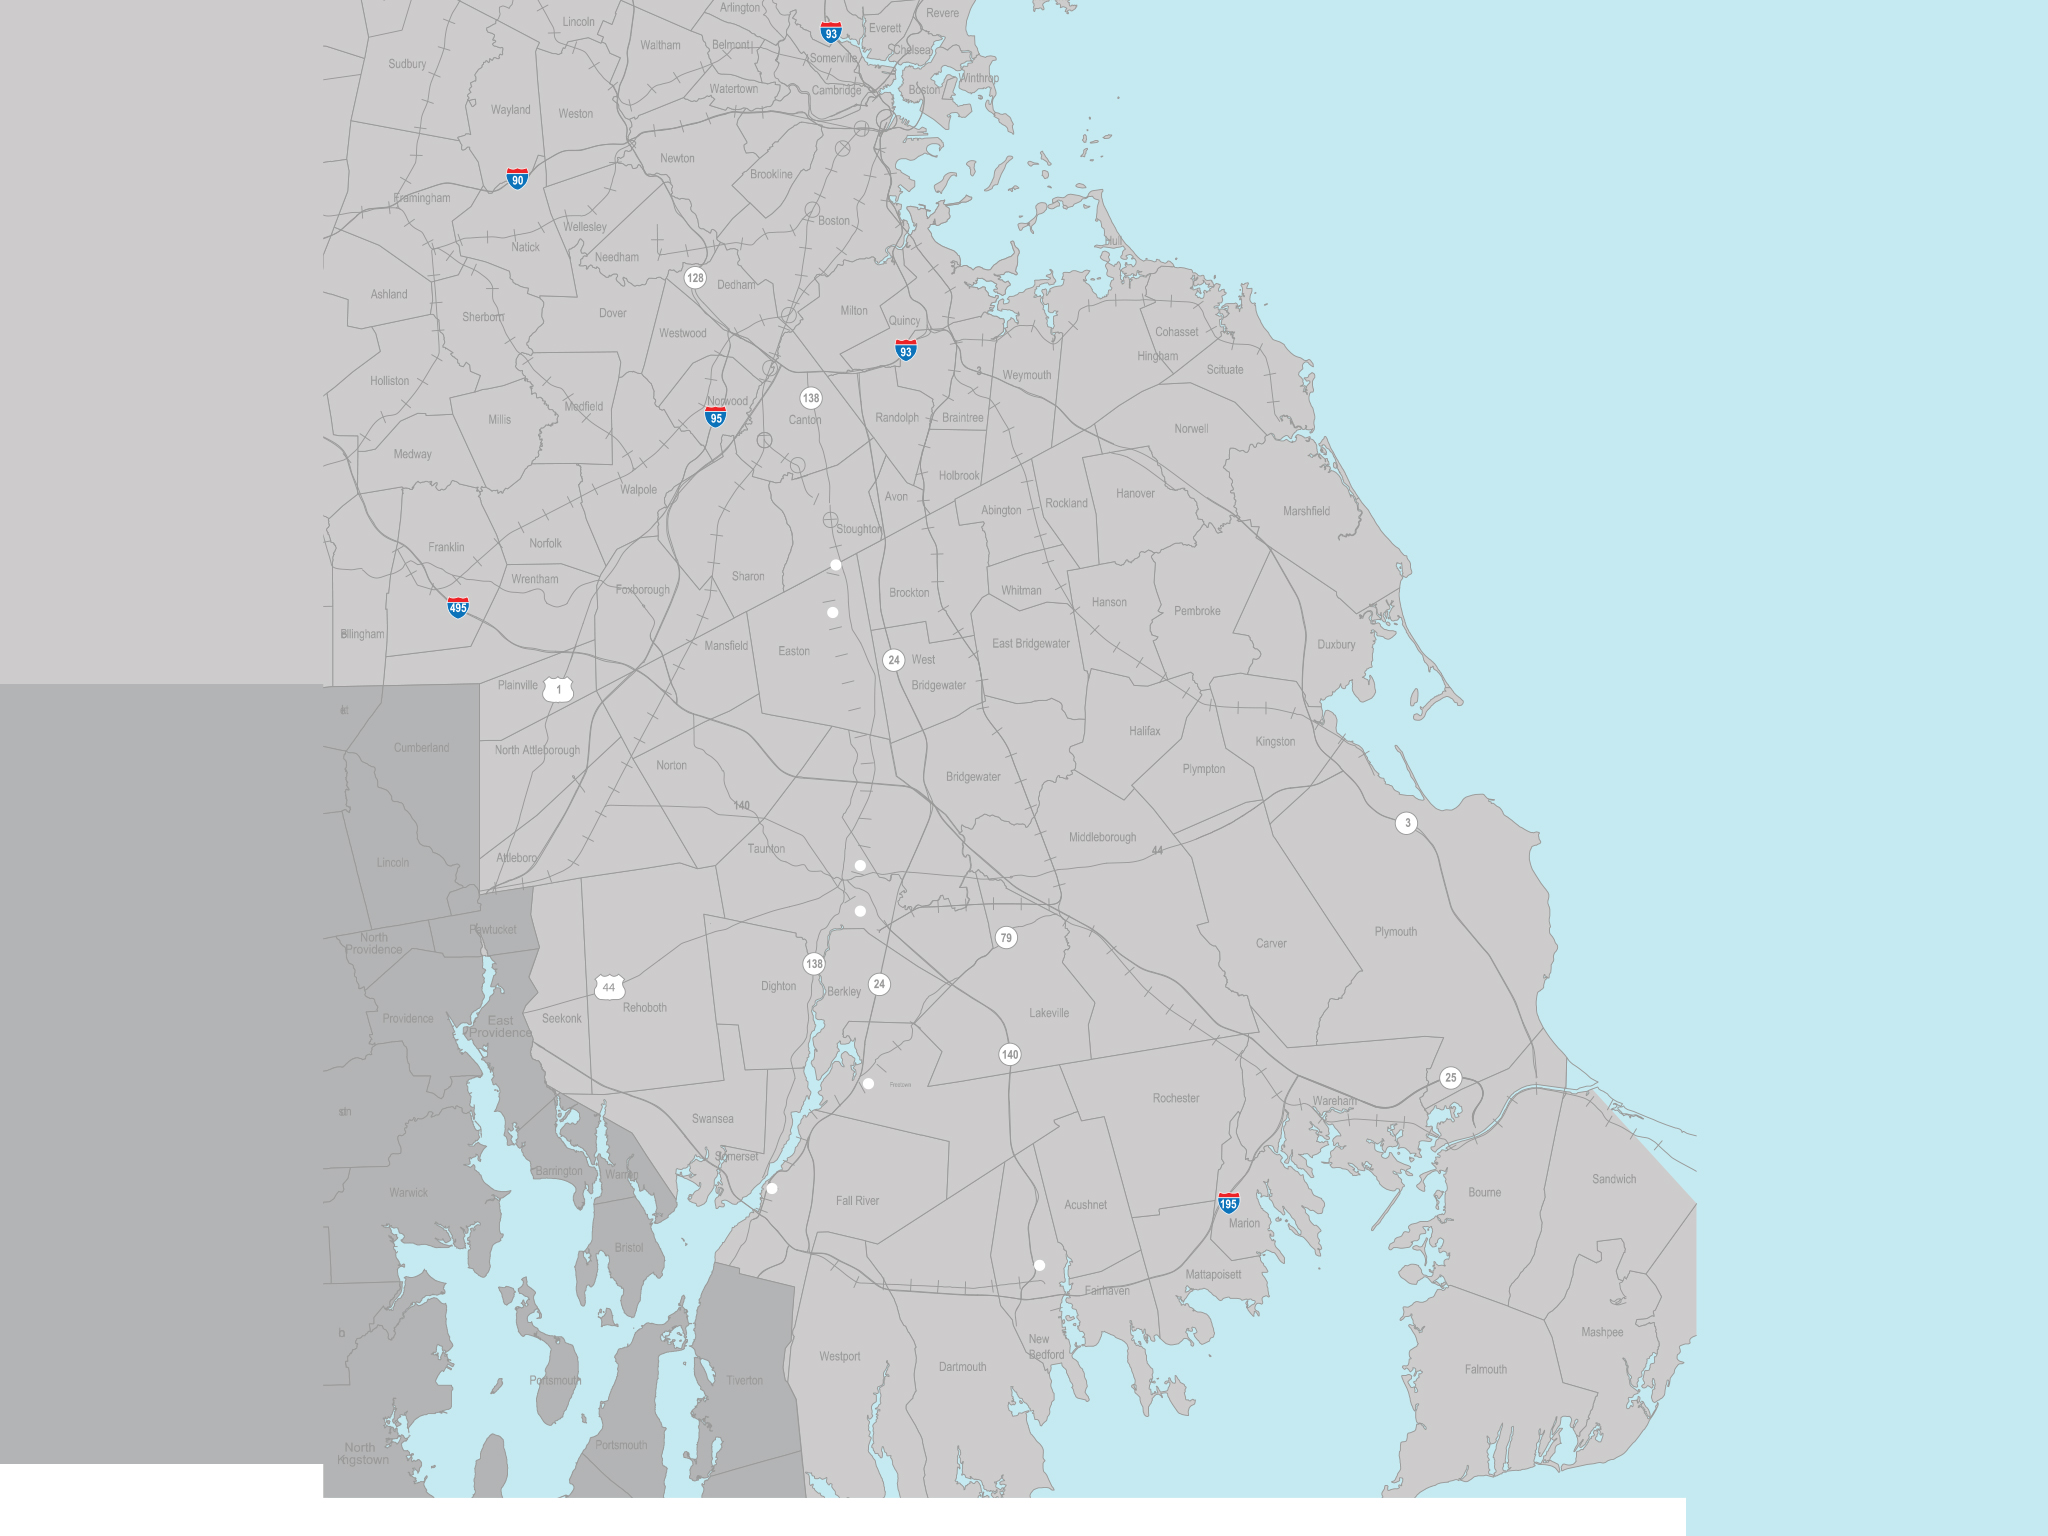 Arlington
Revere
Lincoln
93
Everett
Waltham
Belmont
Chelsea
Somerville
Sudbury
Winthrop
Watertown
Cambridge
Boston
Wayland
Weston
Newton
Brookline
90
Framingham
Boston
Wellesley
Natick
Needham
Hull
128
Dedham
Ashland
Milton
Sherborn
Dover
Quincy
Westwood
Cohasset
93
Hingham
3
Weymouth
Scituate
Holliston
Norwood
138
Medfield
Millis
95
Canton
Randolph
Braintree
Norwell
Medway
Holbrook
Walpole
Avon
Hanover
Rockland
Abington
Marshfield
Stoughton
Franklin
Norfolk
Wrentham
Sharon
Foxborough
Brockton
Whitman
Hanson
495
Pembroke
Ellingham
Mansfield
Easton
East Bridgewater
Duxbury
24
West
Bridgewater
Plainville
1
Cumberland
North Attleborough
Halifax
Kingston
Norton
Bridgewater
Plympton
140
3
Middleborough
Taunton
44
Attleboro
Lincoln
Pawtucket
North
Providence
79
Plymouth
Carver
138
Dighton
24
Berkley
44
Rehoboth
Seekonk
Lakeville
Providence
East
Providence
140
25
Freetown
Rochester
Wareham
Swansea
Somerset
Barrington
Warren
Sandwich
Warwick
Bourne
Fall River
Acushnet
195
Marion
Bristol
Mattapoisett
Fairhaven
New
Bedford
Mashpee
Westport
Dartmouth
Falmouth
Portsmouth
Tiverton
Portsmouth
North
Kingstown